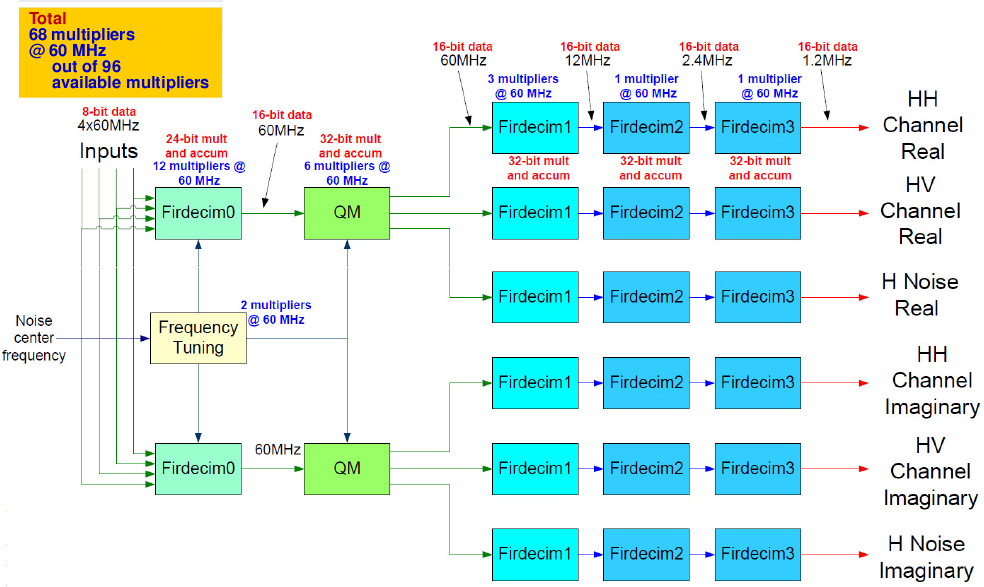 Total
68 multipliers
@ 60 MHz
out of 96
available multipliers
8-bit data
4x60MHz
Inputs
24-bit mult
and accum
12 multipliers @
60 MHz
16-bit data
60MHz
32-bit mult
and accum
6 multipliers @
60 MHz
16-bit data
60MHz
16-bit data
12MHz
16-bit data
2.4MHz
16-bit data
1.2MHz
3 multipliers
@ 60 MHz
1 multiplier
@ 60 MHz
1 multiplier
@ 60 MHz
Firdecim1
Firdecim2
Firdecim3
HH
Channel
Real
32-bit mult
and accum
32-bit mult
and accum
32-bit mult
and accum
Firdecim0
QM
Firdecim1
Firdecim2
Firdecim3
HV
Channel
Real
Firdecim1
Firdecim2
Firdecim3
H Noise
Real
Noise
center
frequency
Frequency
Tuning
2 multipliers
@ 60 MHz
Firdecim1
Firdecim2
Firdecim3
HH
Channel
Imaginary
Firdecim0
60MHz
QM
Firdecim1
Firdecim2
Firdecim3
HV
Channel
Imaginary
Firdecim1
Firdecim2
Firdecim3
H Noise
Imaginary